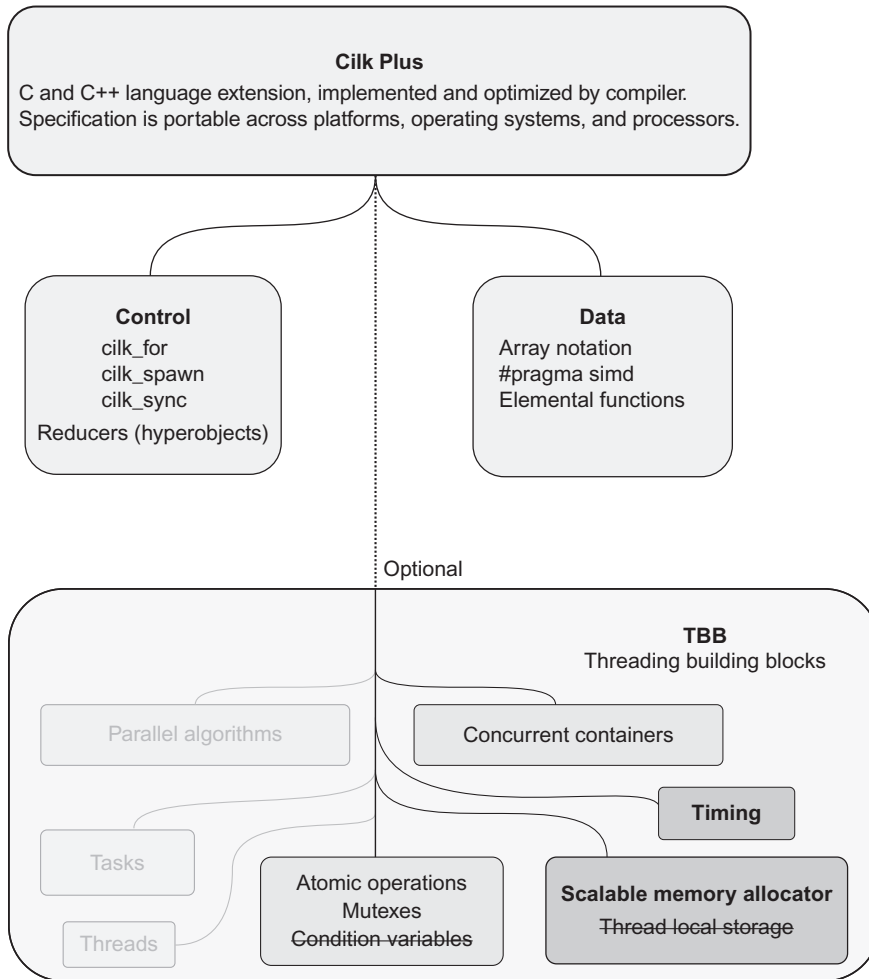 Cilk Plus
C and C++ language extension, implemented and optimized by compiler.
Specification is portable across platforms, operating systems, and processors.
Control
cilk_for
cilk_spawn
cilk_sync
Reducers (hyperobjects)
Data
Array notation
#pragma simd
Elemental functions
Optional
TBB
Threading building blocks
Parallel algorithms
Concurrent containers
Timing
Tasks
Threads
Atomic operations
Mutexes
Condition variables
Scalable memory allocator
Thread local storage